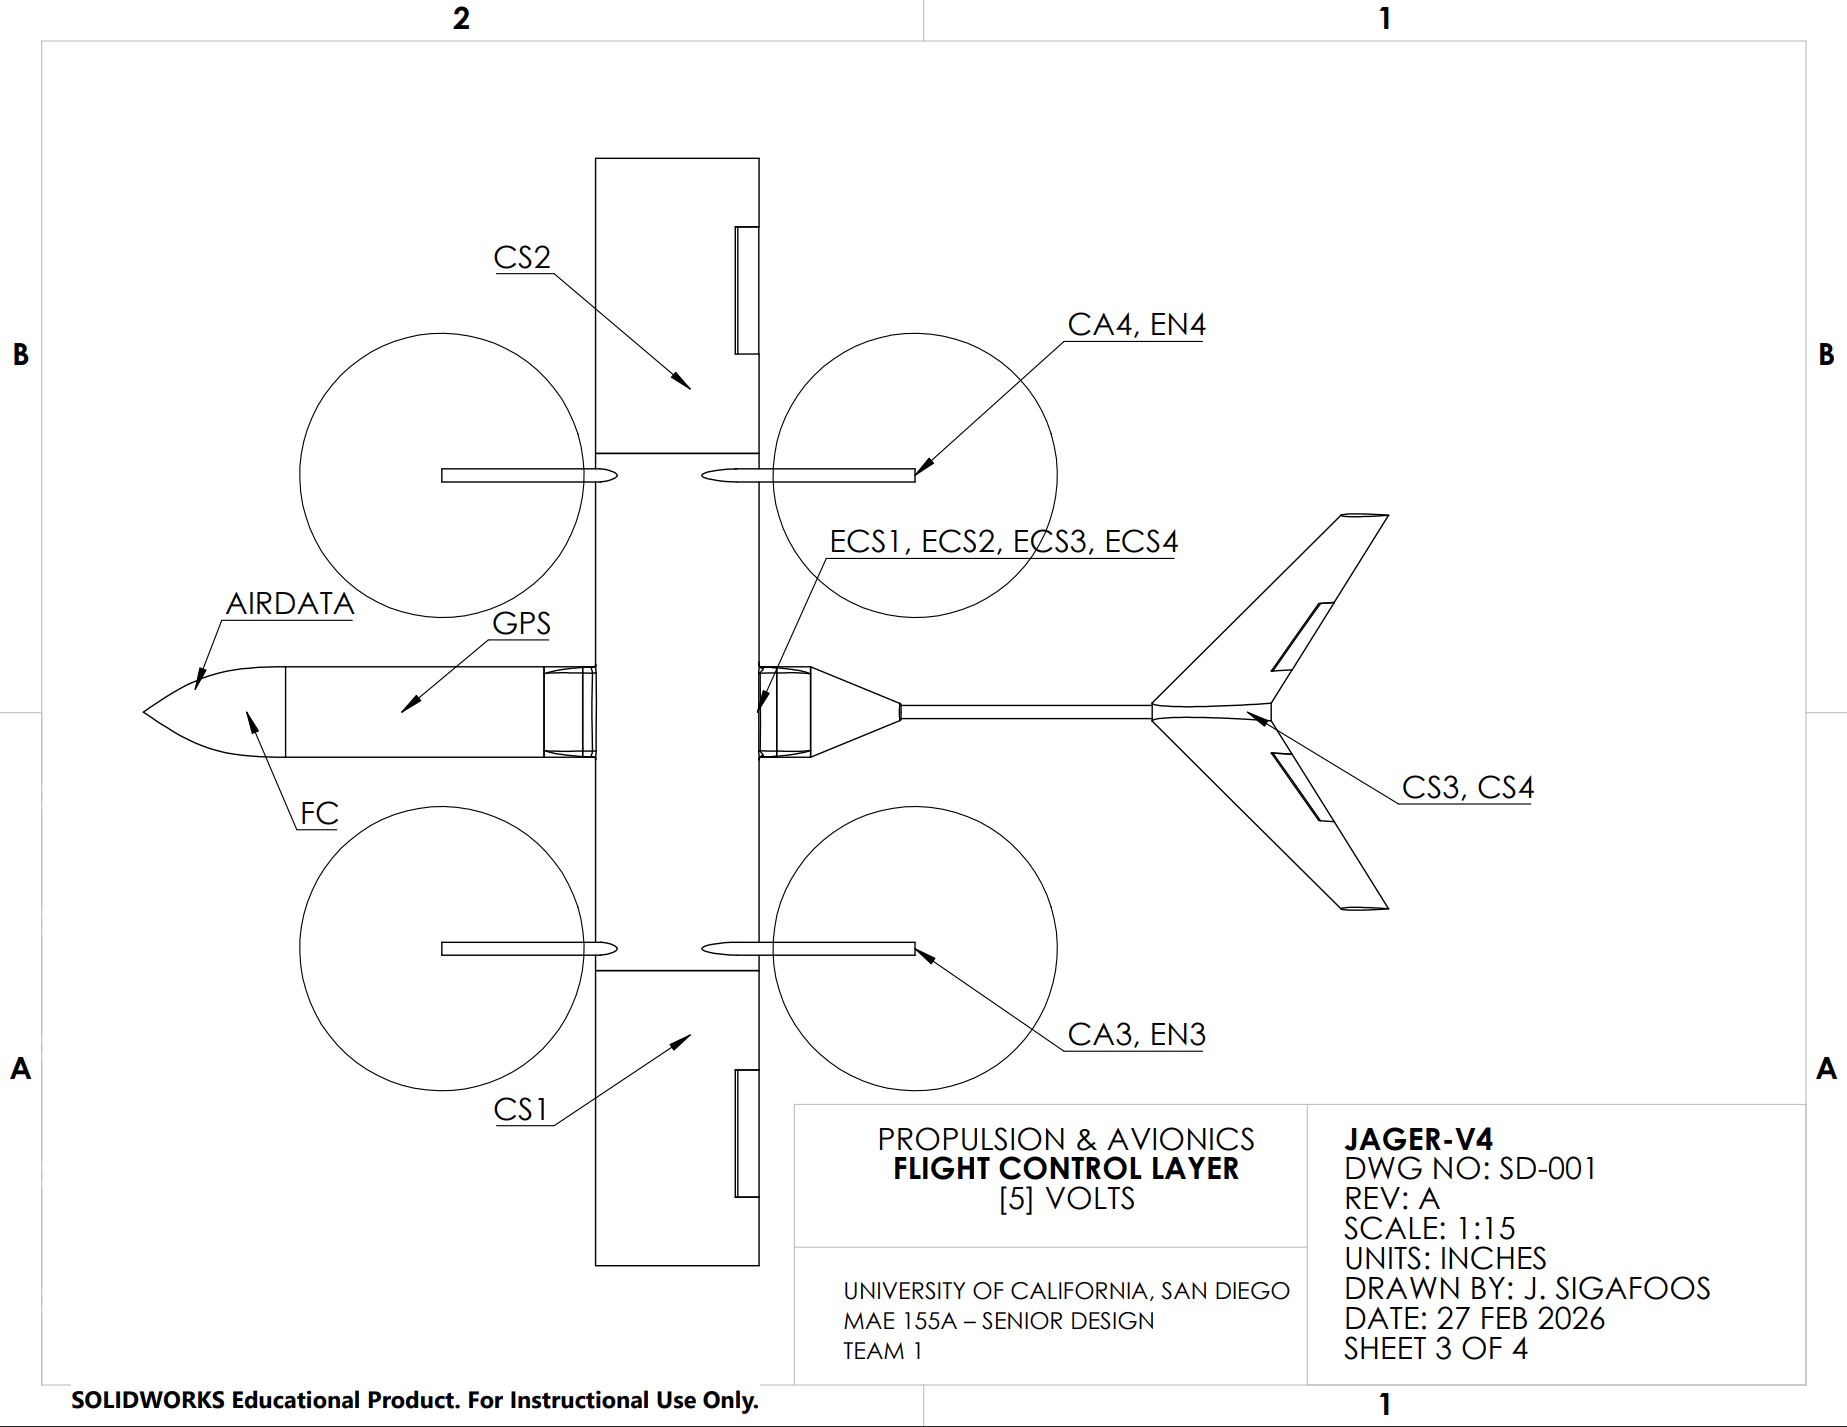 2
1
B
B
CS2
CA4, EN4
ECS1, ECS2, ECS3, ECS4
AIRDATA
GPS
FC
CS3, CS4
CA3, EN3
CS1
A
A
PROPULSION & AVIONICS
FLIGHT CONTROL LAYER
[5] VOLTS
UNIVERSITY OF CALIFORNIA, SAN DIEGO
MAE 155A – SENIOR DESIGN
TEAM 1
JAGER-V4
DWG NO: SD-001
REV: A
SCALE: 1:15
UNITS: INCHES
DRAWN BY: J. SIGAFOOS
DATE: 27 FEB 2026
SHEET 3 OF 4
SOLIDWORKS Educational Product. For Instructional Use Only.
1